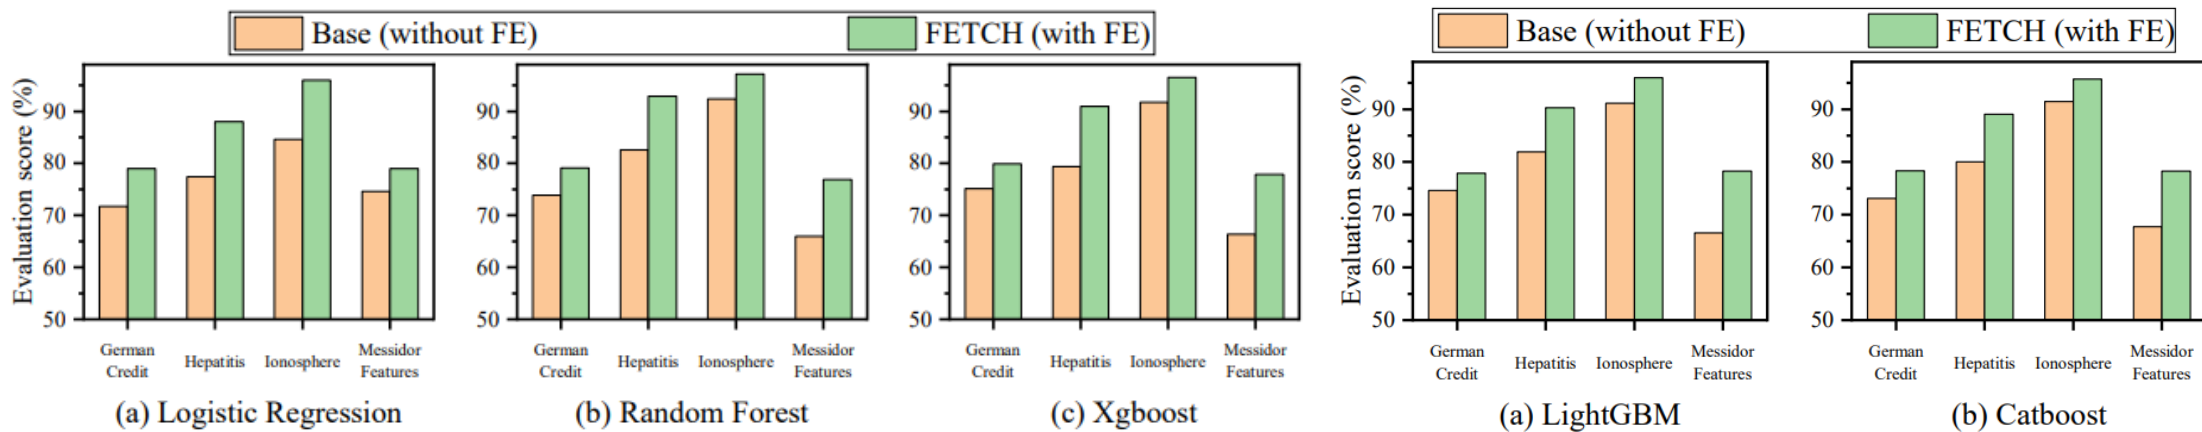 Base (without FE)
FETCH (with FE)
Base (without FE)
FETCH (with FE)
Evaluation score (%)
90
80
70
60
50
German
Credit
Hepatitis
Ionosphere
Messidor
Features
(a) Logistic Regression
90
80
70
60
50
German
Credit
Hepatitis
Ionosphere
Messidor
Features
(b) Random Forest
90
80
70
60
50
German
Credit
Hepatitis
Ionosphere
Messidor
Features
(c) Xgboost
Evaluation score (%)
90
80
70
60
50
German
Credit
Hepatitis
Ionosphere
Messidor
Features
(a) LightGBM
90
80
70
60
50
German
Credit
Hepatitis
Ionosphere
Messidor
Features
(b) Catboost